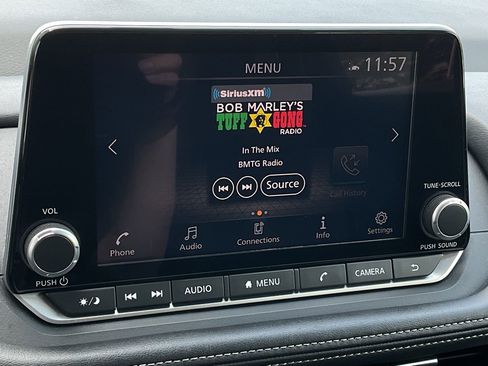 MENU
11:57
SiriusXM
BOB MARLEY'S
TUFF GONG
RADIO
In The Mix
BMTG Radio
Source
Call History
VOL
TUNE-SCROLL
Phone
Audio
Connections
Info
Settings
PUSH
PUSH SOUND
AUDIO
MENU
CAMERA